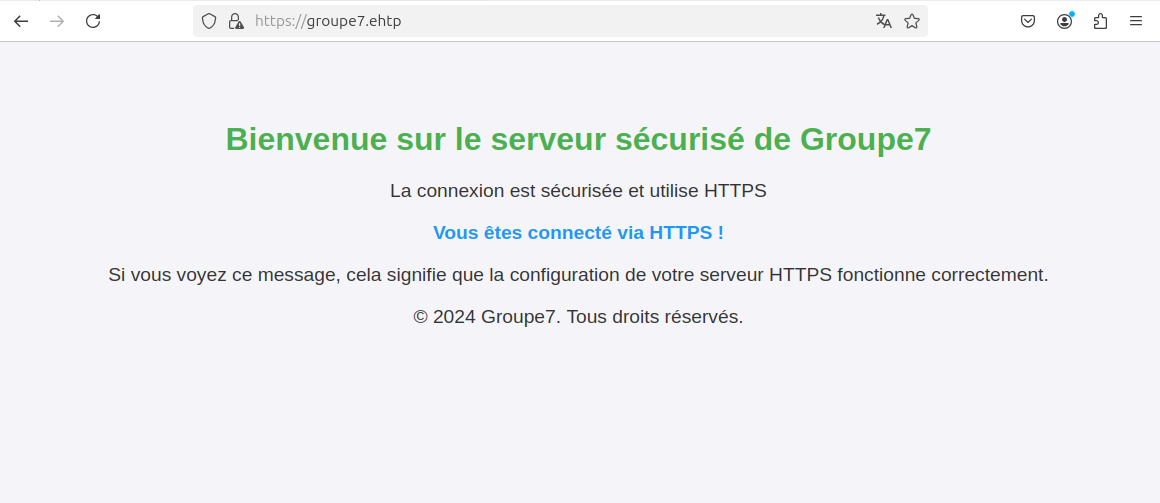 https://groupe7.ehtp
Bienvenue sur le serveur sécurisé de Groupe7
La connexion est sécurisée et utilise HTTPS
Vous êtes connecté via HTTPS !
Si vous voyez ce message, cela signifie que la configuration de votre serveur HTTPS fonctionne correctement.
© 2024 Groupe7. Tous droits réservés.